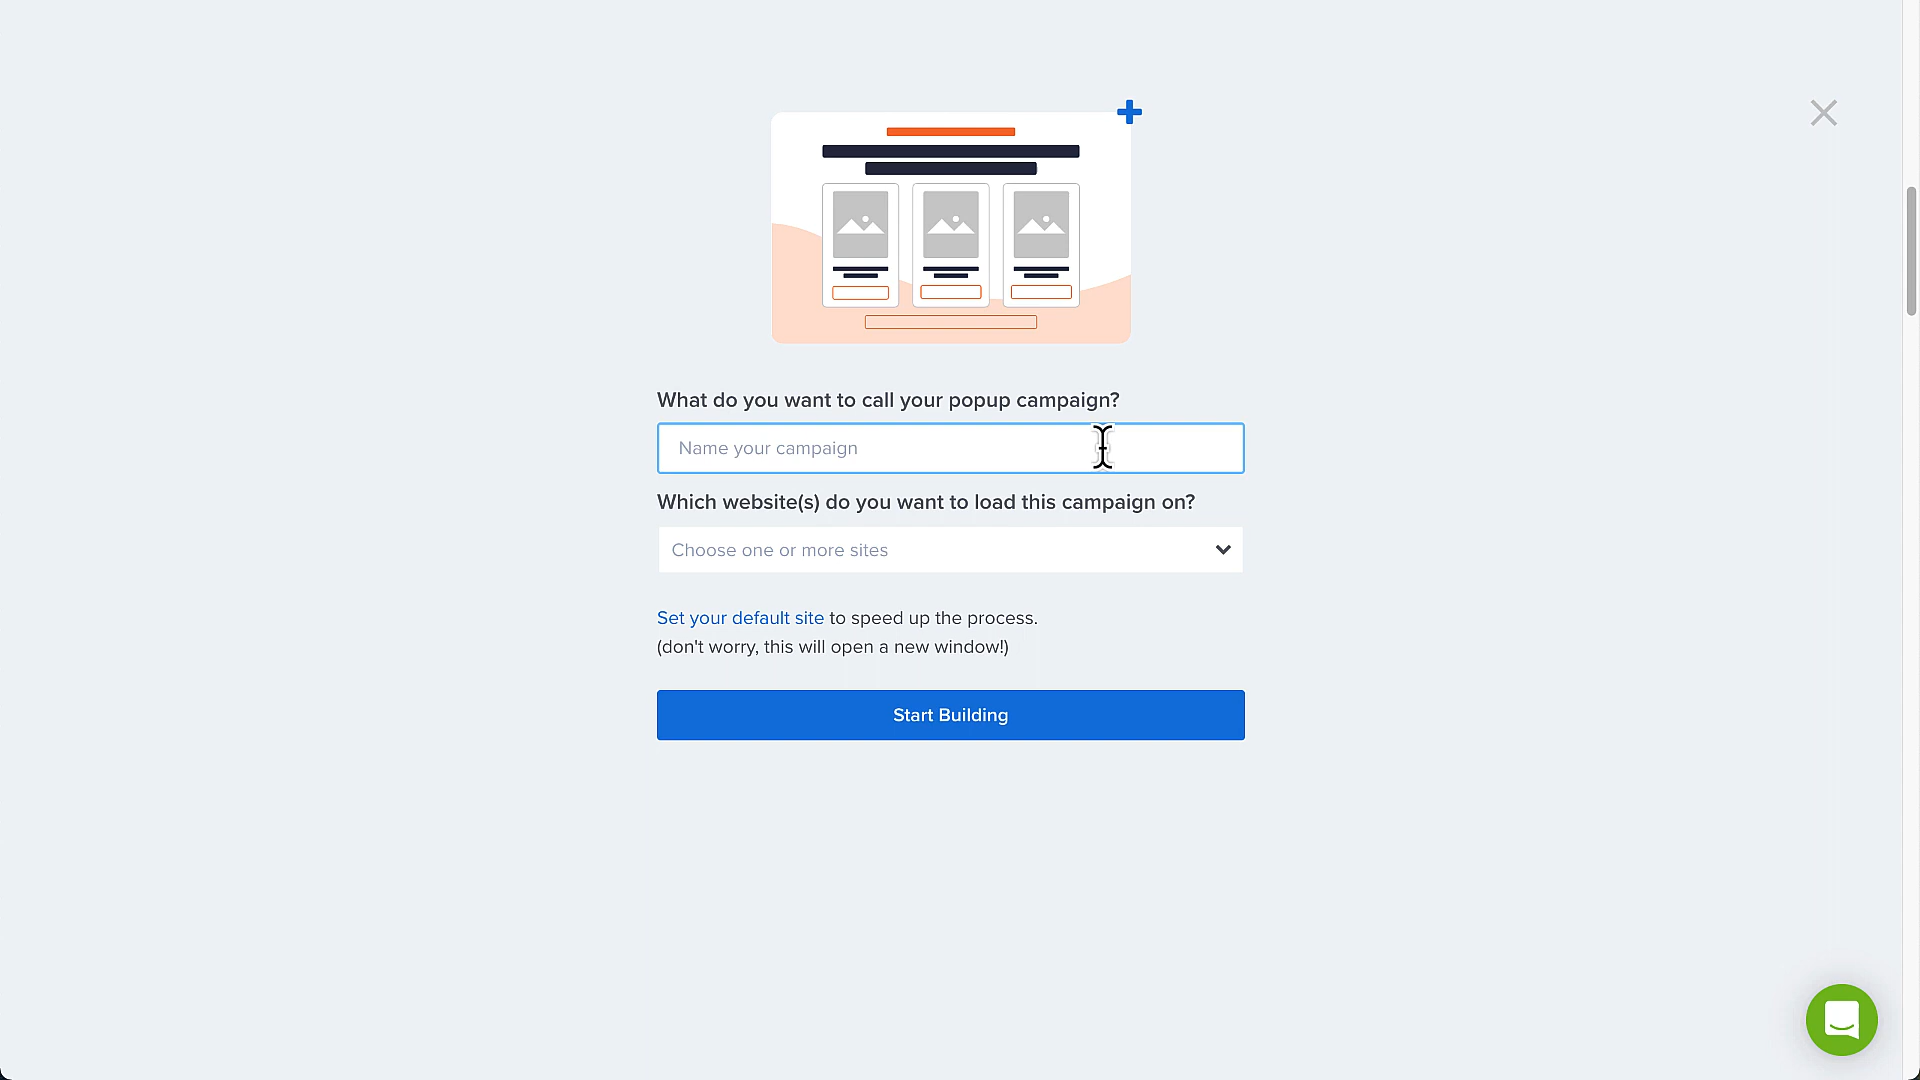 What do you want to call your popup campaign?
Name your campaign
Which website(s) do you want to load this campaign on?
Choose one or more sites
Set your default site to speed up the process.
(don't worry, this will open a new window!)
Start Building